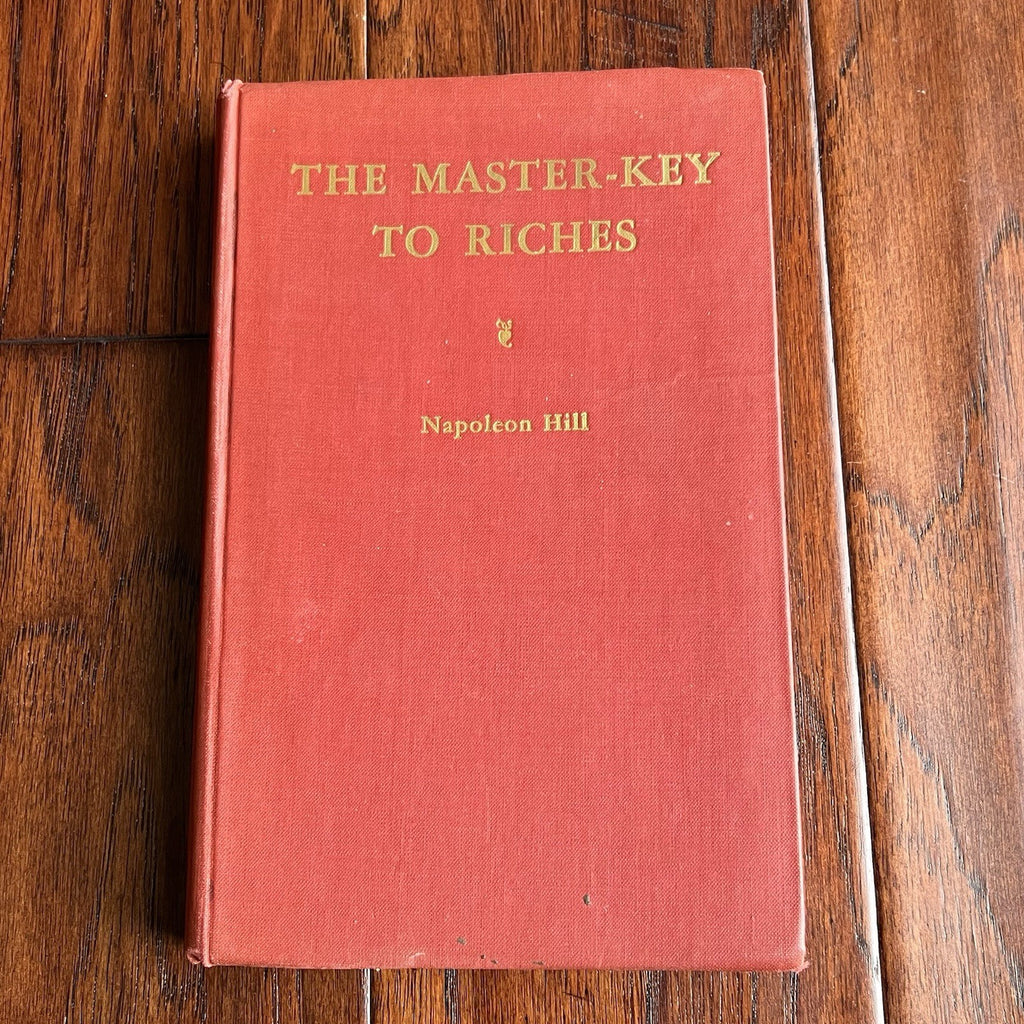 THE MASTER-KEY
TO RICHES
Napoleon Hill